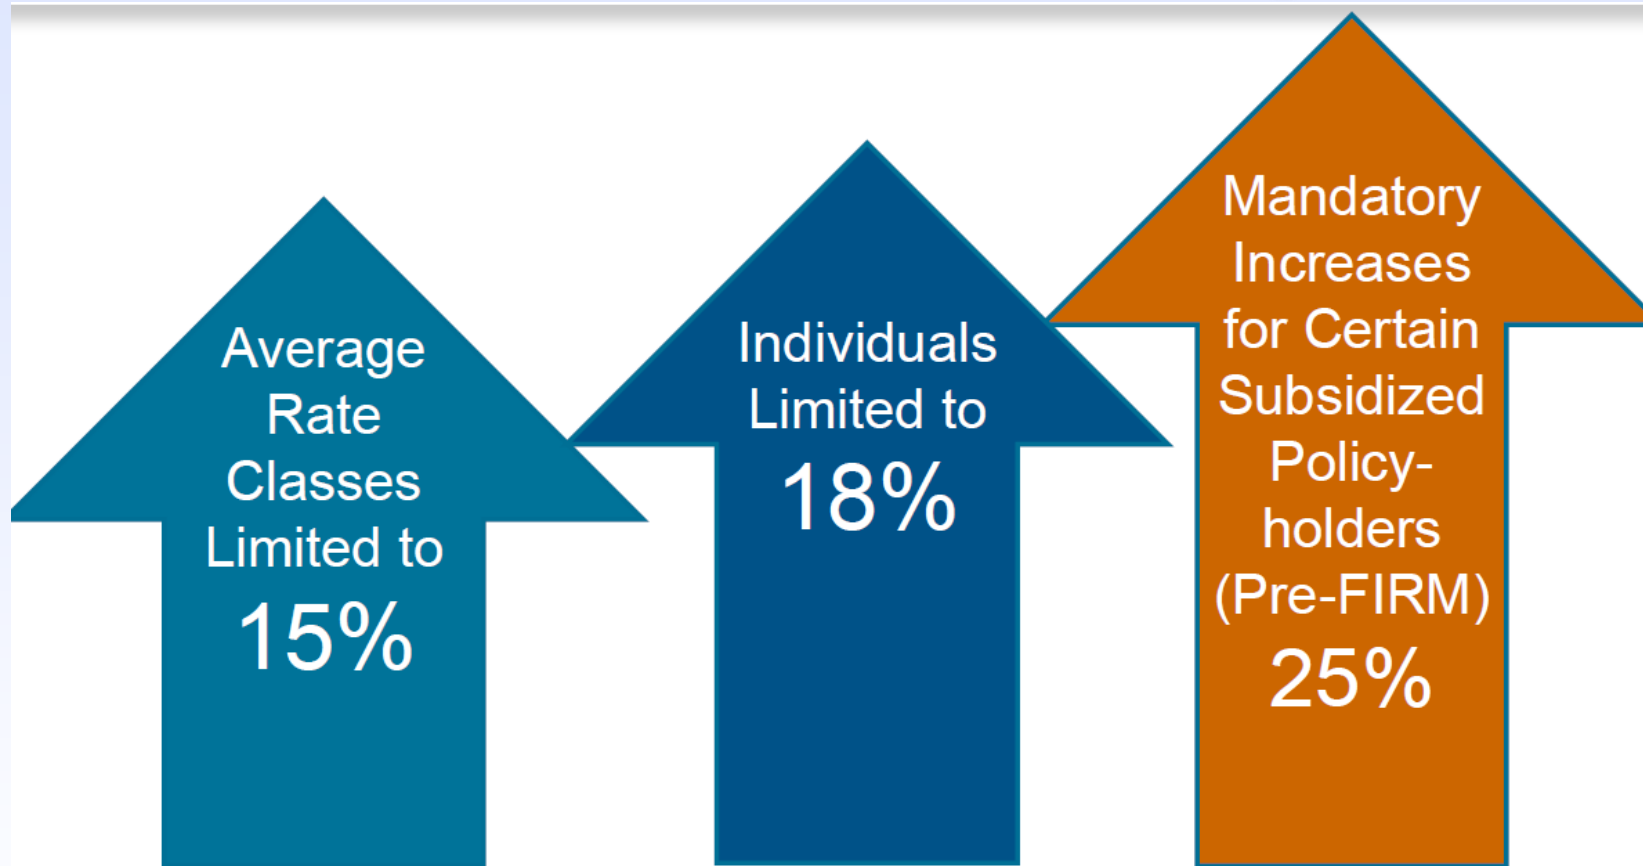 Average
Rate
Classes
Limited to
15%
Individuals
Limited to
18%
Mandatory
Increases
for Certain
Subsidized
Policy-
holders
(Pre-FIRM)
25%